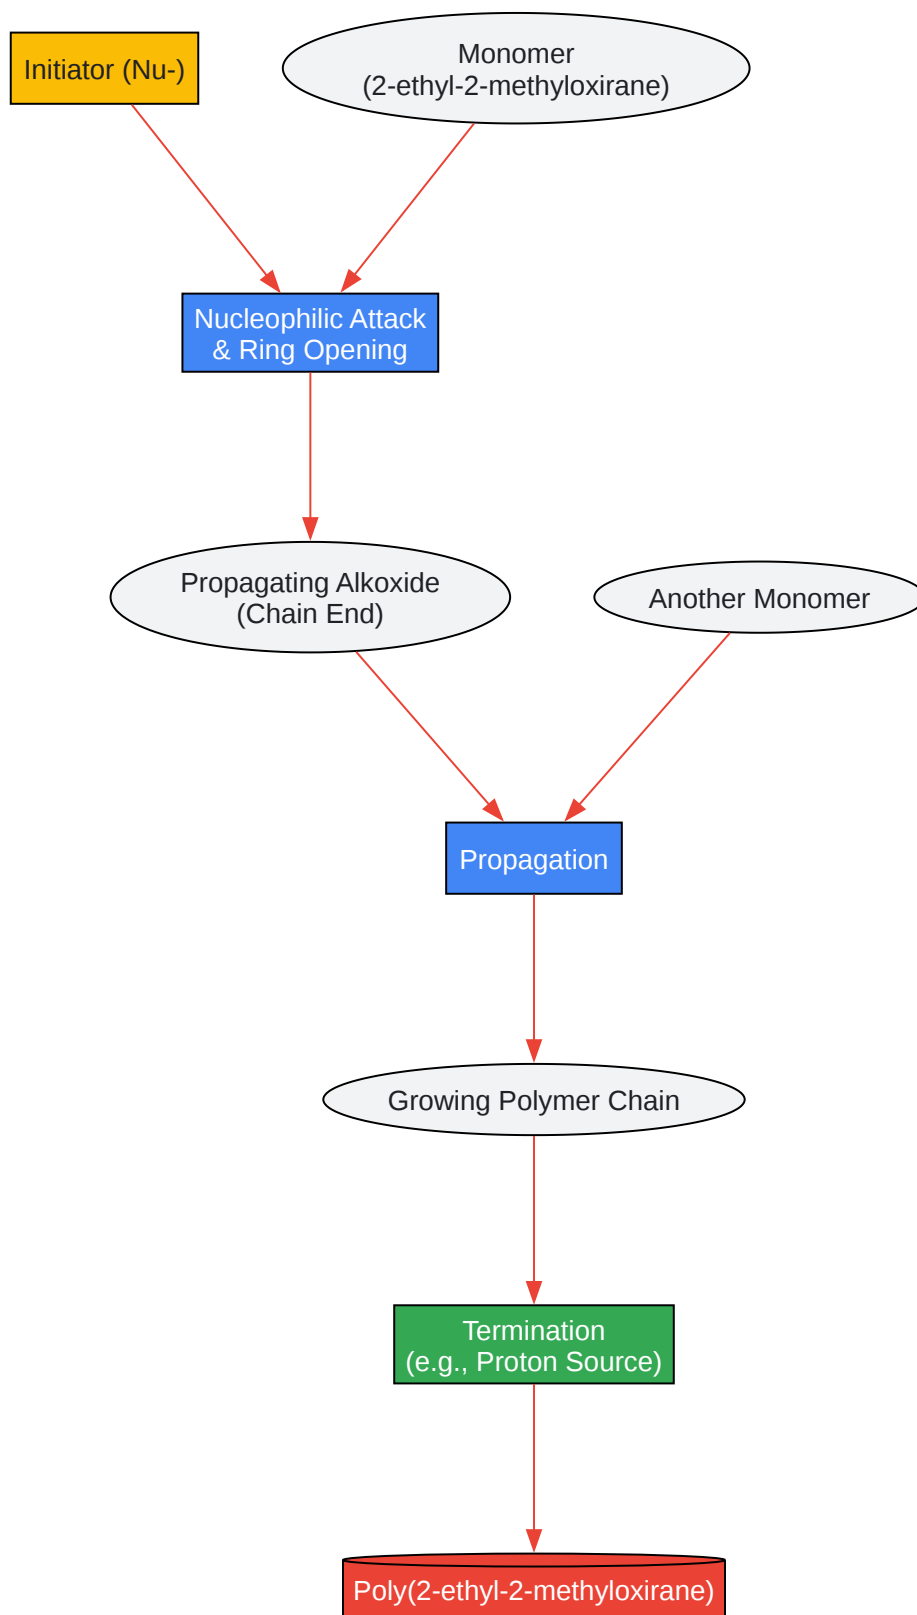 Initiator (Nu-)
Monomer
(2-ethyl-2-methyloxirane)
Nucleophilic Attack
& Ring Opening
Propagating Alkoxide
(Chain End)
Another Monomer
Propagation
Growing Polymer Chain
Termination
(e.g., Proton Source)
Poly(2-ethyl-2-methyloxirane)